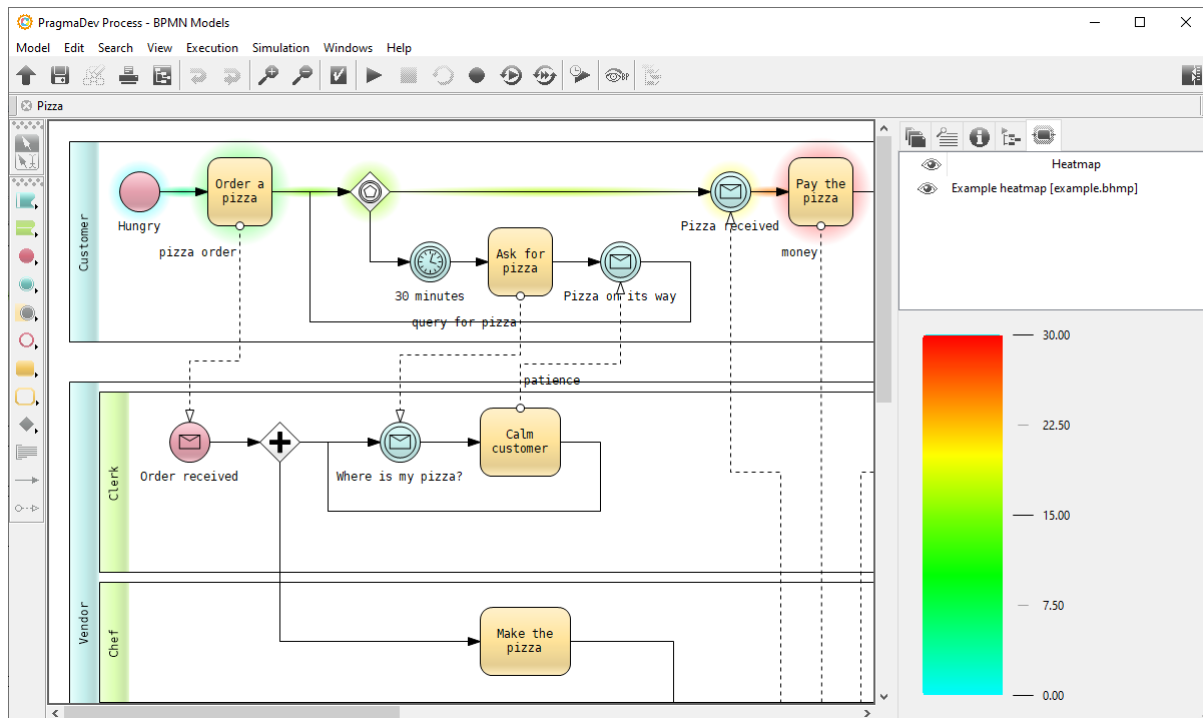 PragmaDev Process - BPMN Models
Model Edit Search View Execution Simulation Windows Help
BP
Pizza
Customer
Hungry
Order a
pizza
pizza order
30 minutes
Ask for
pizza
query for pizza
Pizza on its way
Pizza received
Pay the
pizza
money
patience
Vendor
Clerk
Order received
Where is my pizza?
Calm
customer
Chef
Make the
pizza
Heatmap
Example heatmap [example.bhmp]
30.00
22.50
15.00
7.50
0.00